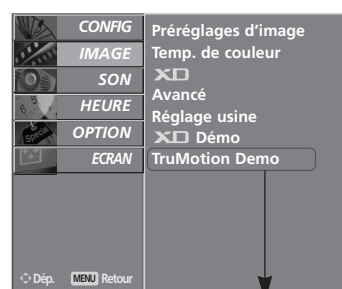 CONFIG
IMAGE
SON
HEURE
OPTION
ECRAN
Préréglages d'image
Temp. de couleur
XD
Avancé
Réglage usine
XD Démo
TruMotion Demo
Dép. MENU Retour